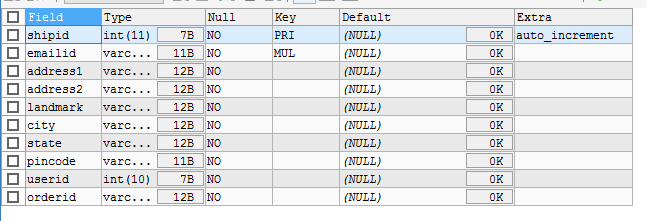 Field Type Null Key Default Extra
shipid int(11) 7B NO PRI (NULL) 0K auto_increment
emailid varc... 11B NO MUL (NULL) 0K
address1 varc... 12B NO (NULL) 0K
address2 varc... 12B NO (NULL) 0K
landmark varc... 12B NO (NULL) 0K
city varc... 12B NO (NULL) 0K
state varc... 12B NO (NULL) 0K
pincode varc... 11B NO (NULL) 0K
userid int(10) 7B NO (NULL) 0K
orderid varc... 12B NO (NULL) 0K